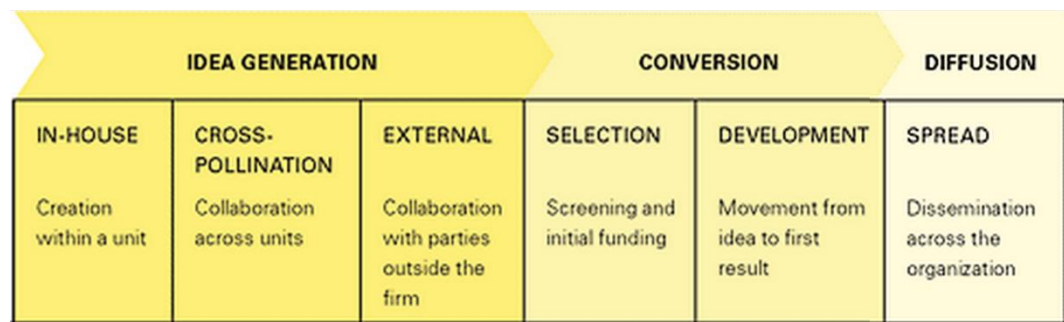 IDEA GENERATION
CONVERSION
DIFFUSION
IN-HOUSE
Creation
within a unit
CROSS-
POLLINATION
Collaboration
across units
EXTERNAL
Collaboration
with parties
outside the
firm
SELECTION
Screening and
initial funding
DEVELOPMENT
Movement from
idea to first
result
SPREAD
Dissemination
across the
organization